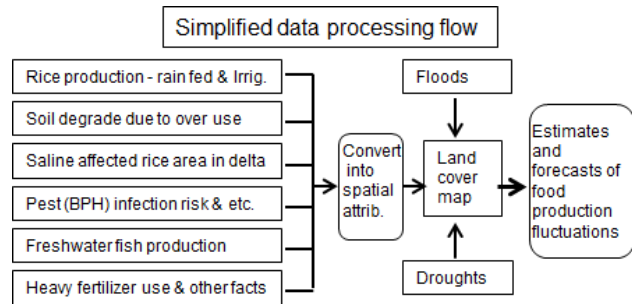 Simplified data processing flow
Rice production - rain fed & Irrig.
Soil degrade due to over use
Saline affected rice area in delta
Pest (BPH) infection risk & etc.
Freshwater fish production
Heavy fertilizer use & other facts
Convert
into
spatial
attrib.
Floods
Land
cover
map
Droughts
Estimates
and
forecasts of
food
production
fluctuations